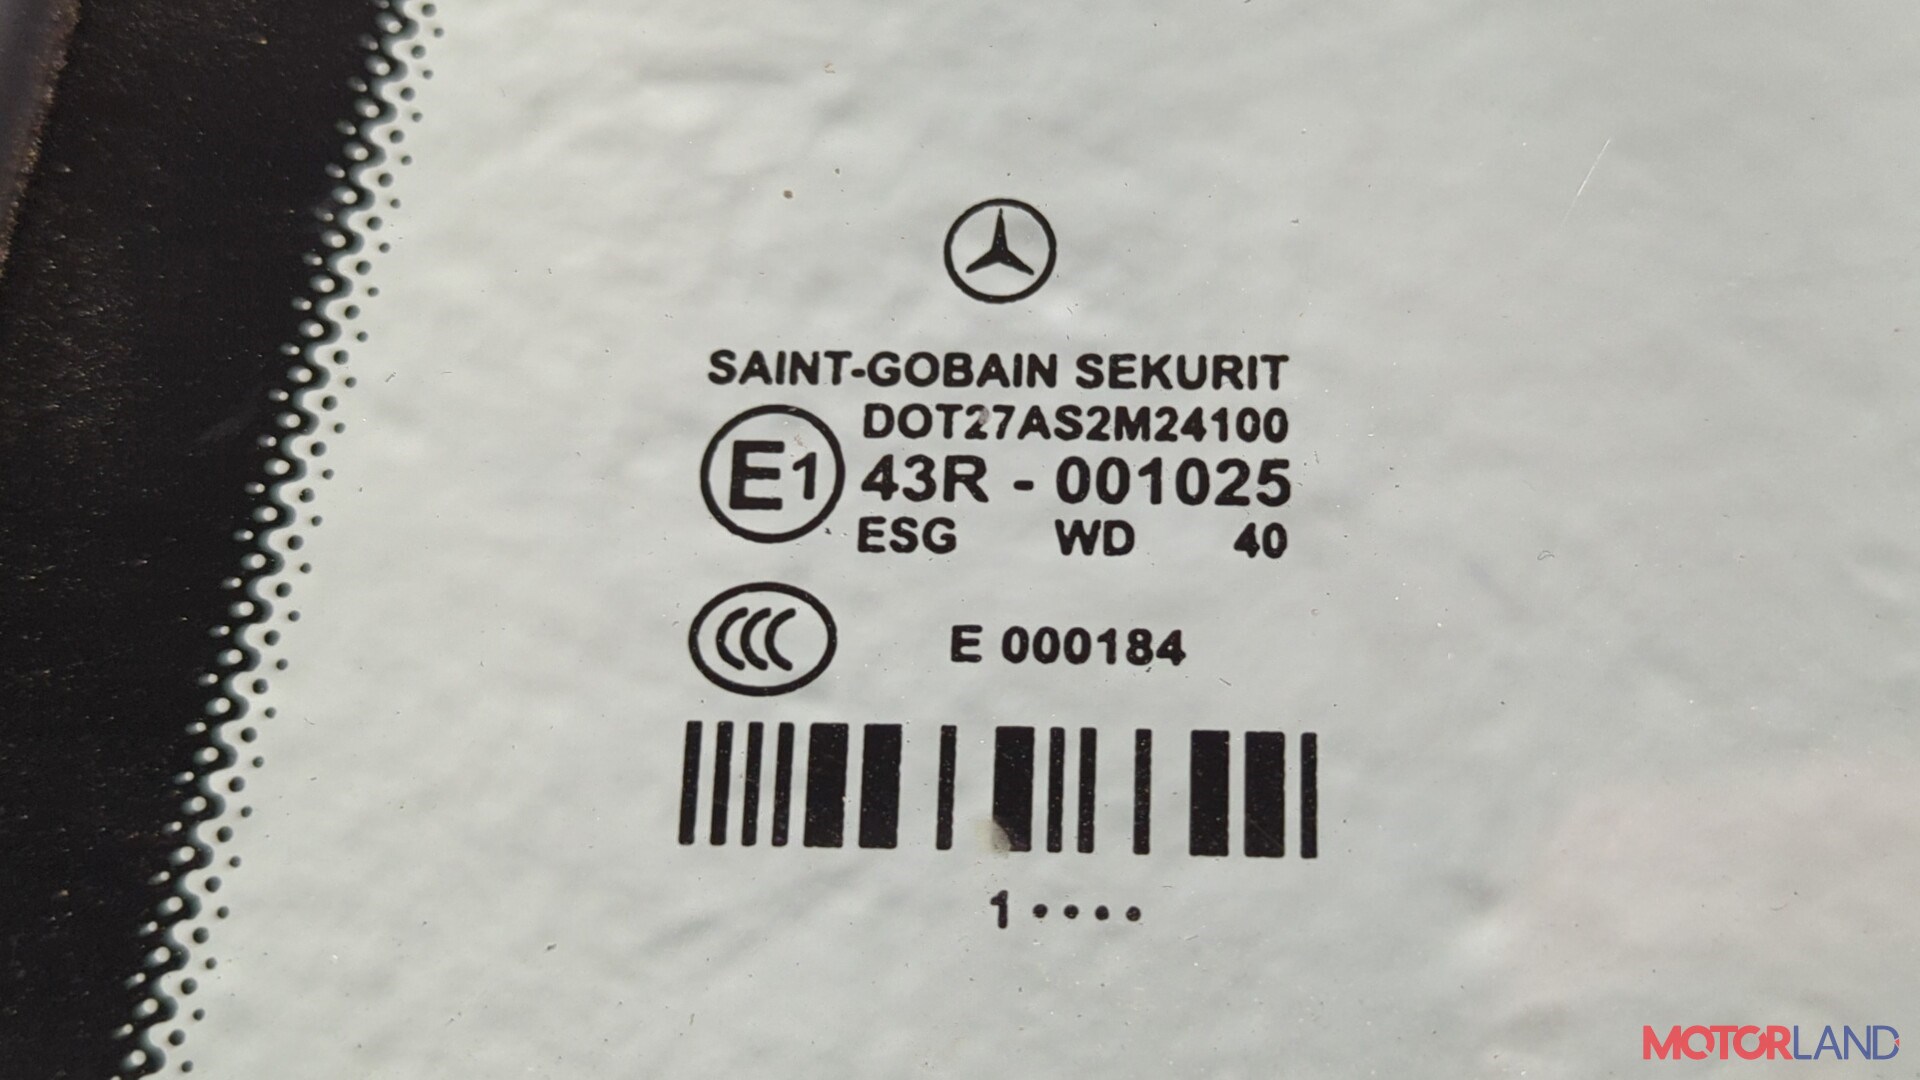 SAINT-GOBAIN SEKURIT
DOT27AS2M24100
E1 43R - 001025
ESG WD 40
CCC E 000184
1 • • • •
MOTORLAND